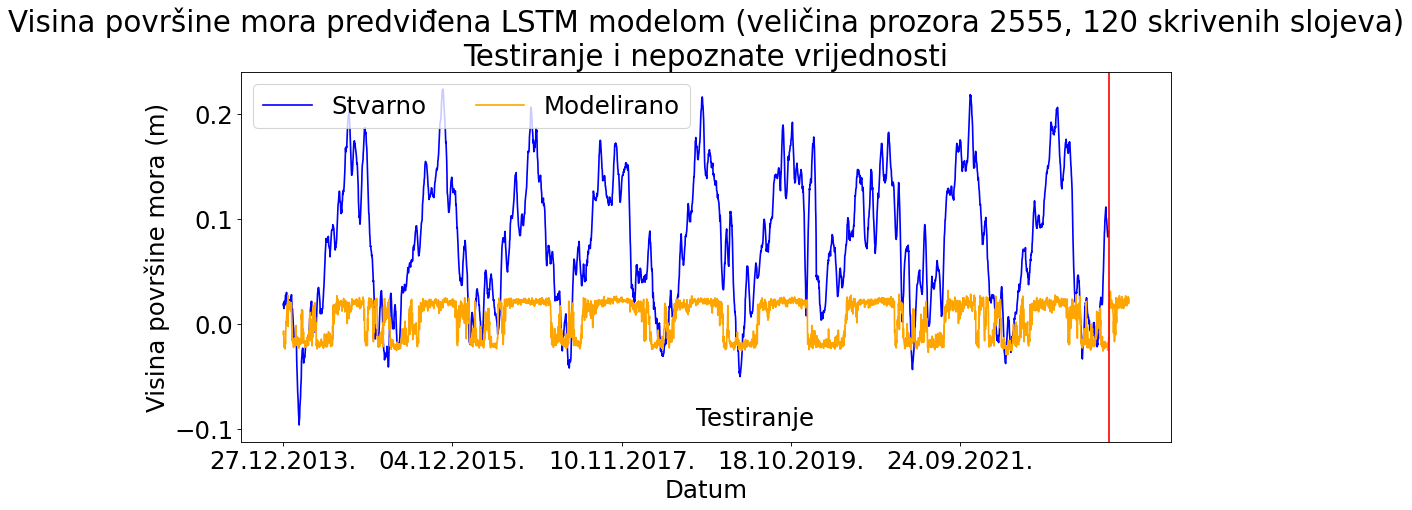 Visina površine mora predviđena LSTM modelom (veličina prozora 2555, 120 skrivenih slojeva)
Testiranje i nepoznate vrijednosti
Stvarno
Modelirano
Visina površine mora (m)
0.2
0.1
0.0
−0.1
Testiranje
27.12.2013.
04.12.2015.
10.11.2017.
18.10.2019.
24.09.2021.
Datum